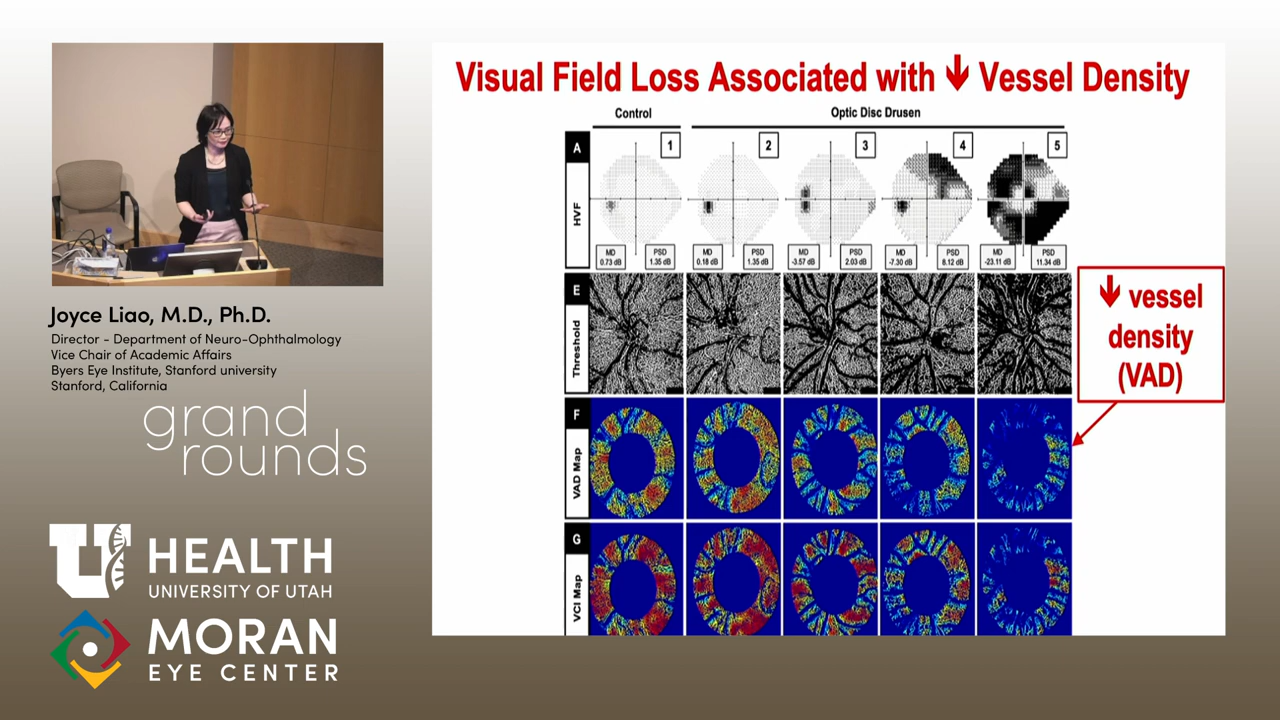 Visual Field Loss Associated with ↓ Vessel Density
Control
Optic Disc Drusen
A
HVF
1
2
3
4
5
MD
0.73 dB
PSD
1.35 dB
MD
0.18 dB
PSD
1.35 dB
MD
-3.57 dB
PSD
2.03 dB
MD
-7.30 dB
PSD
8.12 dB
MD
-23.11 dB
PSD
11.34 dB
E
Threshold
F
VAD Map
G
VCI Map
↓ vessel
density
(VAD)
Joyce Liao, M.D., Ph.D.
Director - Department of Neuro-Ophthalmology
Vice Chair of Academic Affairs
Byers Eye Institute, Stanford university
Stanford, California
grand
rounds
U
HEALTH
UNIVERSITY OF UTAH
MORAN
EYE CENTER